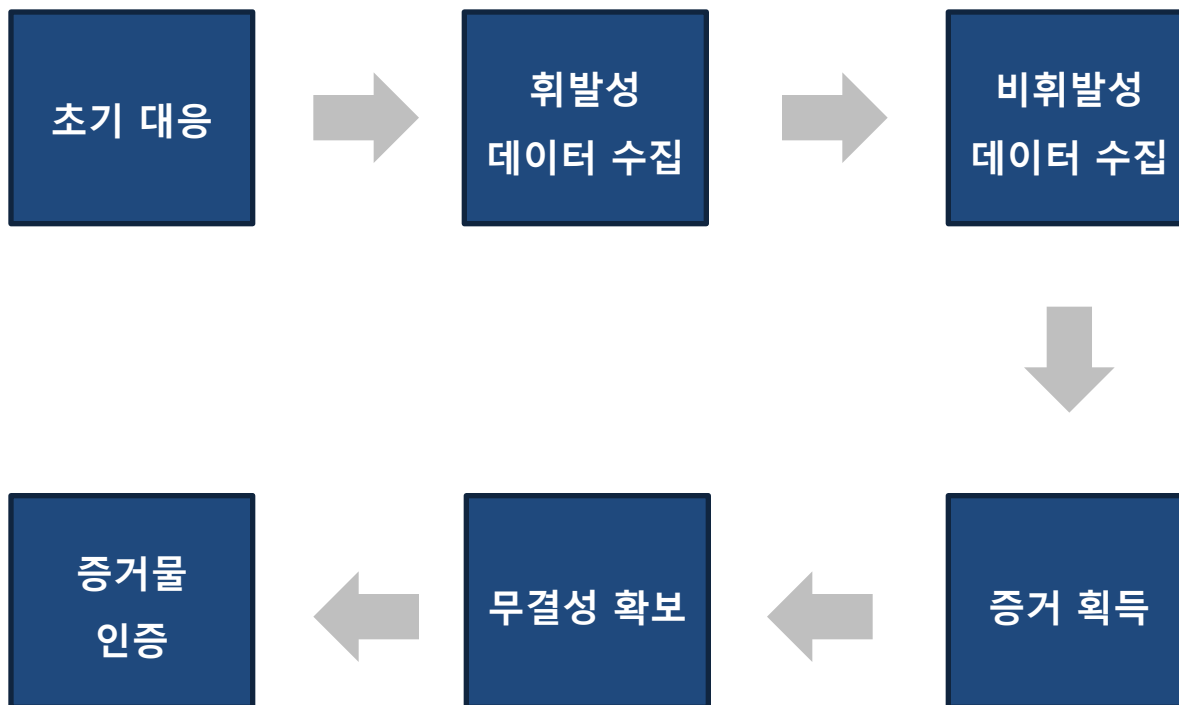 초기 대응
휘발성
데이터 수집
비휘발성
데이터 수집
증거 획득
무결성 확보
증거물
인증